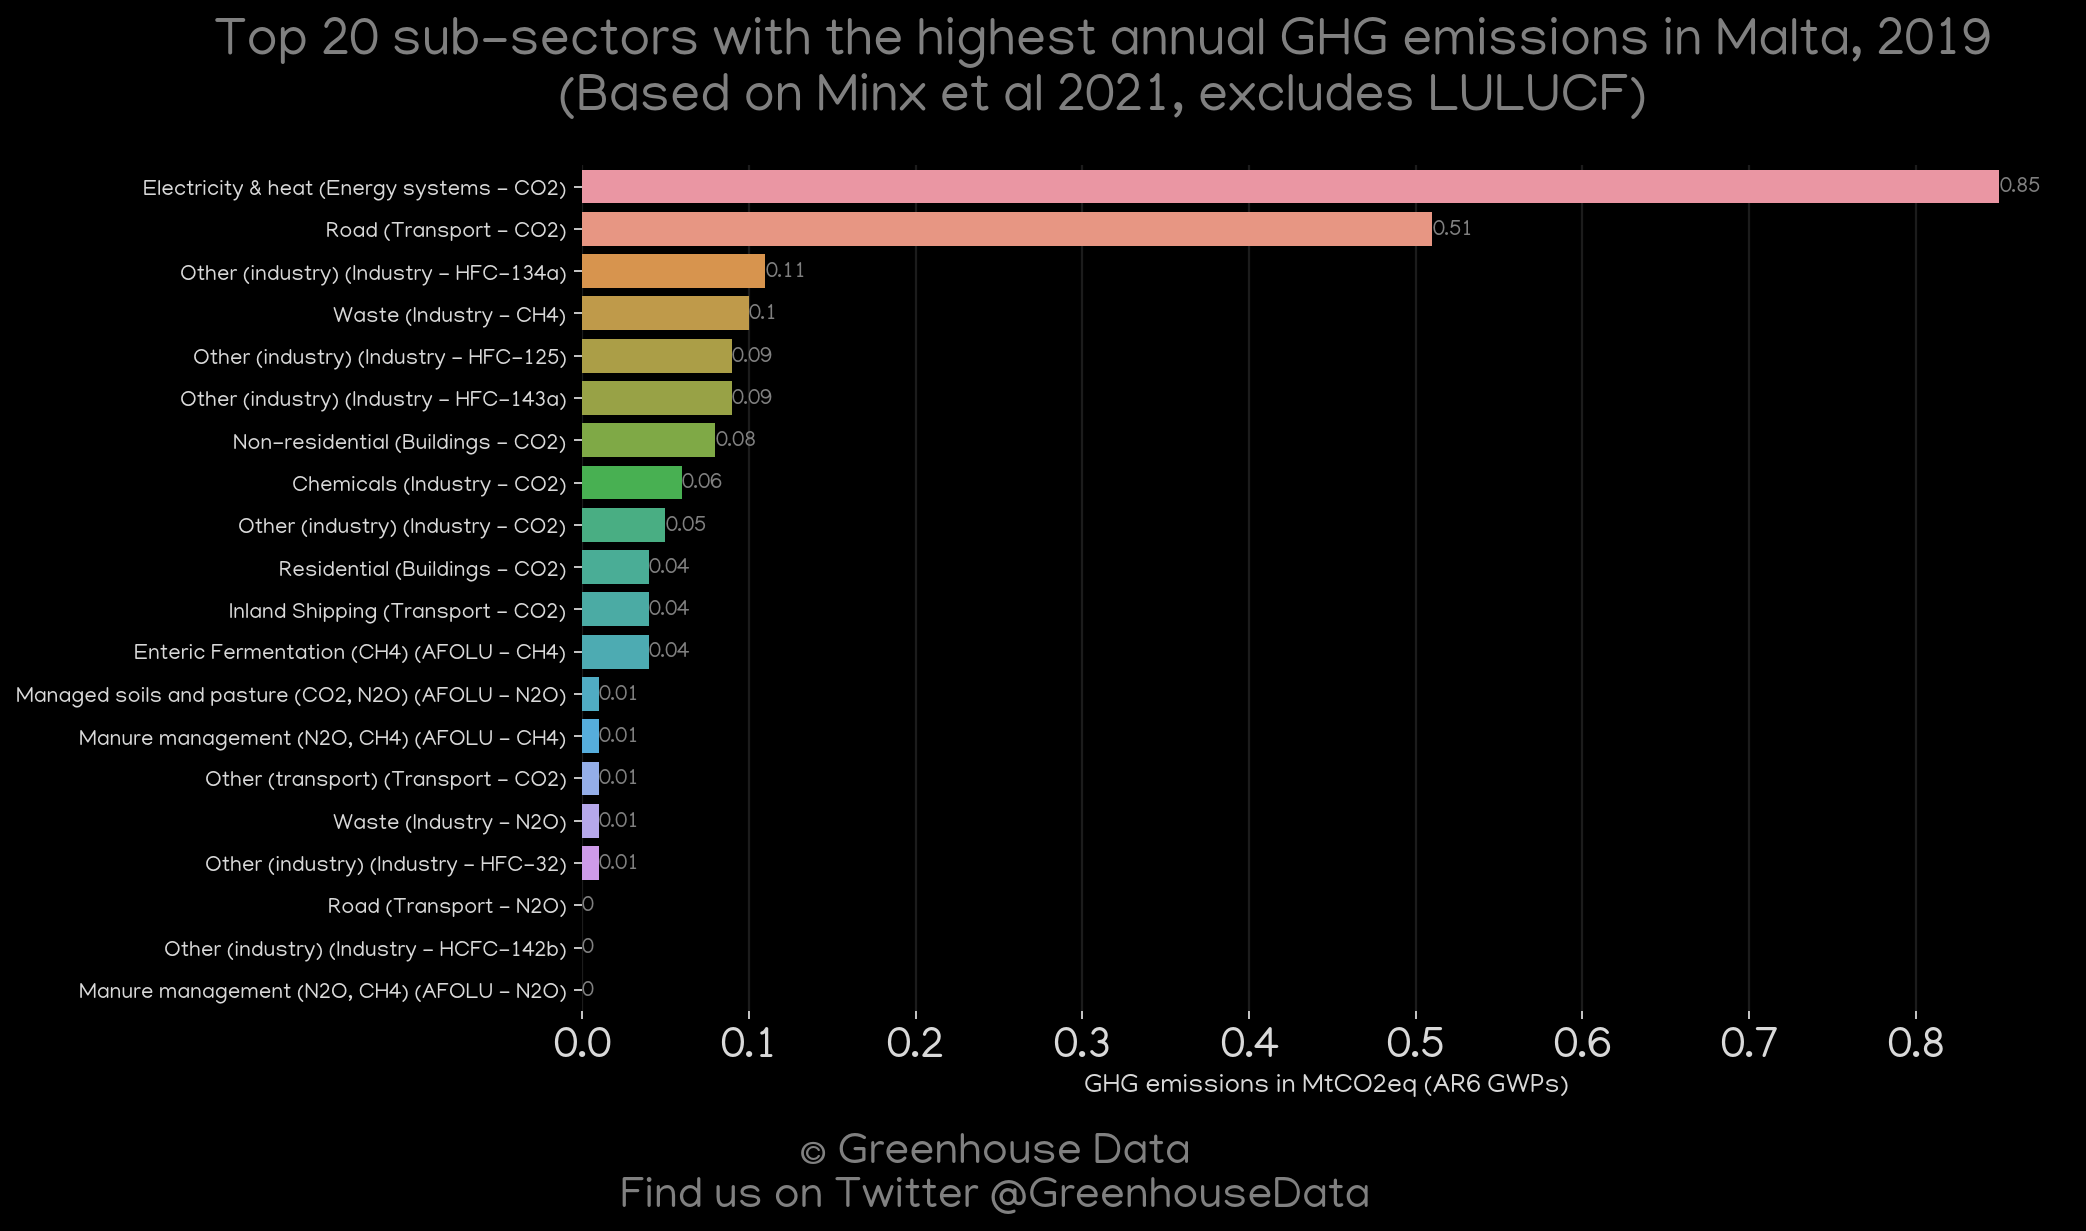 Top 20 sub-sectors with the highest annual GHG emissions in Malta, 2019
(Based on Minx et al 2021, excludes LULUCF)
Electricity & heat (Energy systems - CO2) 0.85
Road (Transport - CO2) 0.51
Other (industry) (Industry - HFC-134a) 0.11
Waste (Industry - CH4) 0.1
Other (industry) (Industry - HFC-125) 0.09
Other (industry) (Industry - HFC-143a) 0.09
Non-residential (Buildings - CO2) 0.08
Chemicals (Industry - CO2) 0.06
Other (industry) (Industry - CO2) 0.05
Residential (Buildings - CO2) 0.04
Inland Shipping (Transport - CO2) 0.04
Enteric Fermentation (CH4) (AFOLU - CH4) 0.04
Managed soils and pasture (CO2, N2O) (AFOLU - N2O) 0.01
Manure management (N2O, CH4) (AFOLU - CH4) 0.01
Other (transport) (Transport - CO2) 0.01
Waste (Industry - N2O) 0.01
Other (industry) (Industry - HFC-32) 0.01
Road (Transport - N2O) 0
Other (industry) (Industry - HCFC-142b) 0
Manure management (N2O, CH4) (AFOLU - N2O) 0
0.0 0.1 0.2 0.3 0.4 0.5 0.6 0.7 0.8
GHG emissions in MtCO2eq (AR6 GWPs)
© Greenhouse Data
Find us on Twitter @GreenhouseData